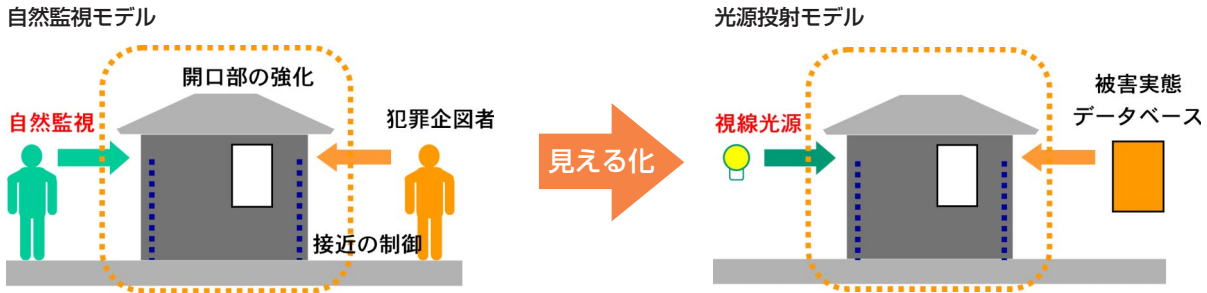 自然監視モデル
開口部の強化
自然監視
犯罪企図者
接近の制御
見える化
光源投射モデル
視線光源
被害実態
データベース